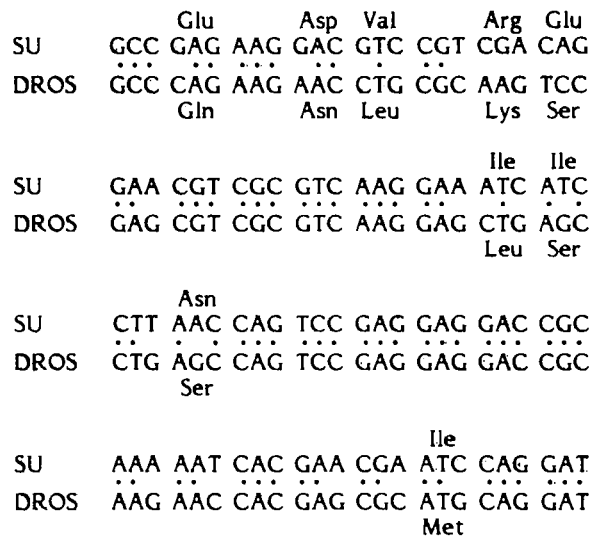 Glu Asp Val Arg Glu
SU GCC GAG AAG GAC GTC CGT CGA CAG
DROS GCC CAG AAG AAC CTG CGC AAG TCC
Gln Asn Leu Lys Ser
Ile Ile
SU GAA CGT CGC GTC AAG GAA ATC ATC
DROS GAG CGT CGC GTC AAG GAG CTG AGC
Leu Ser
Asn
SU CTT AAC CAG TCC GAG GAG GAC CGC
DROS CTG AGC CAG TCC GAG GAG GAC CGC
Ser
Ile
SU AAA AAT CAC GAA CGA ATC CAG GAT
DROS AAG AAC CAC GAG CGC ATG CAG GAT
Met